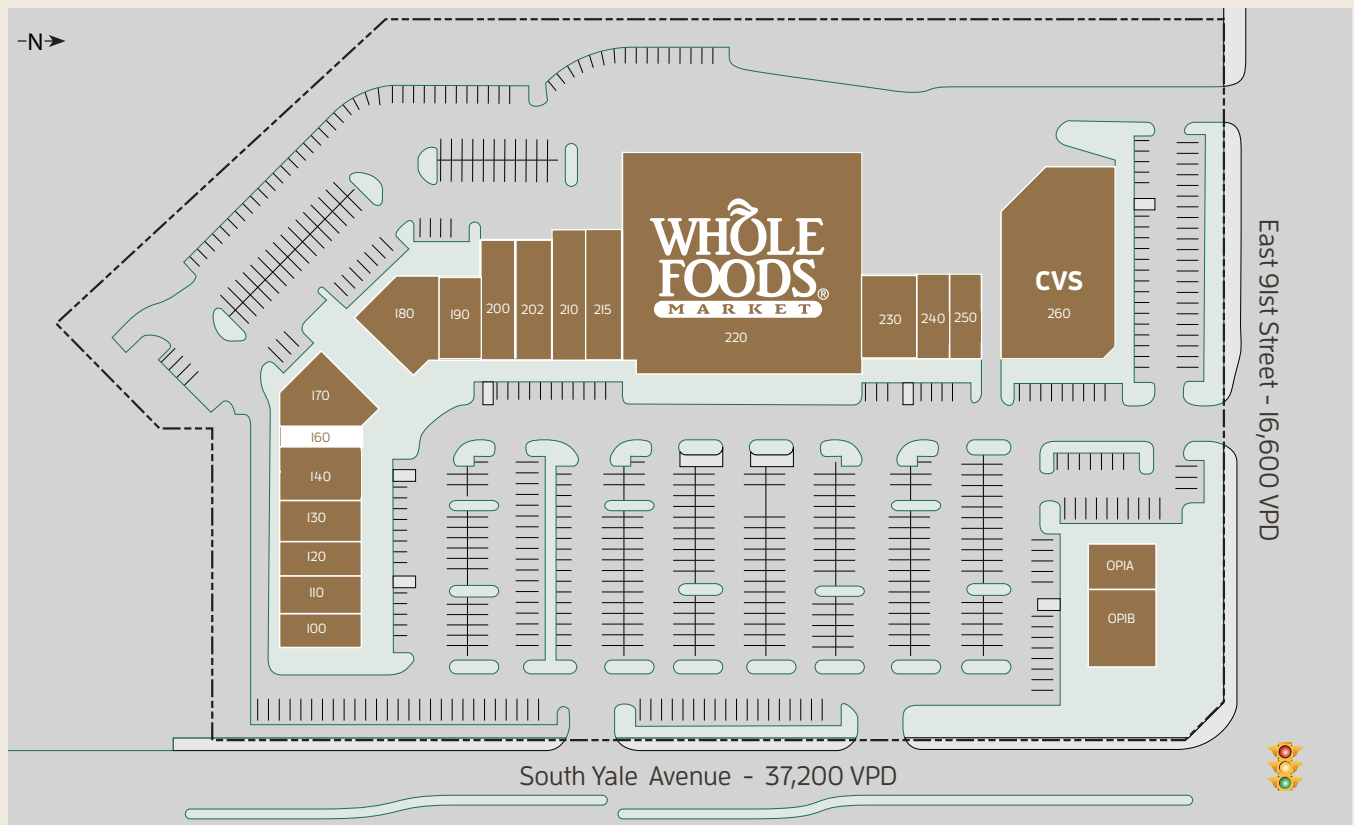 N
WHOLE
FOODS®
MARKET
220
CVS
260
180
190
200
202
210
215
230
240
250
170
160
140
130
120
110
100
OPIA
OPIB
East 91st Street - 16,600 VPD
South Yale Avenue - 37,200 VPD